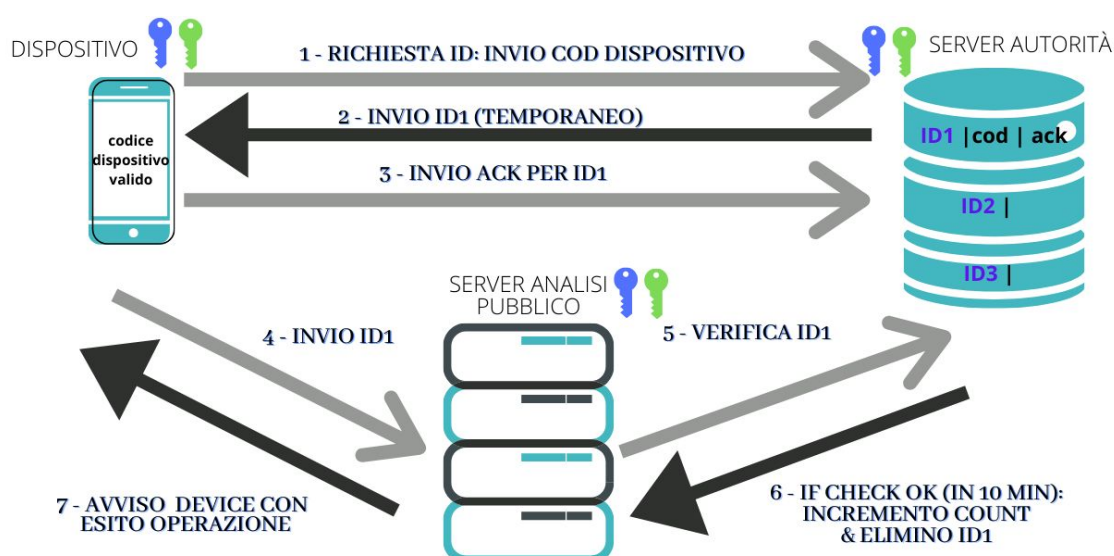 DISPOSITIVO
1 - RICHIESTA ID: INVIO COD DISPOSITIVO
SERVER AUTORITÀ
2 - INVIO ID1 (TEMPORANEO)
codice
dispositivo
valido
ID1 |cod | ack
3 - INVIO ACK PER ID1
ID2 |
ID3 |
SERVER ANALISI
PUBBLICO
4 - INVIO ID1
5 - VERIFICA ID1
7 - AVVISO DEVICE CON
ESITO OPERAZIONE
6 - IF CHECK OK (IN 10 MIN):
INCREMENTO COUNT
& ELIMINO ID1